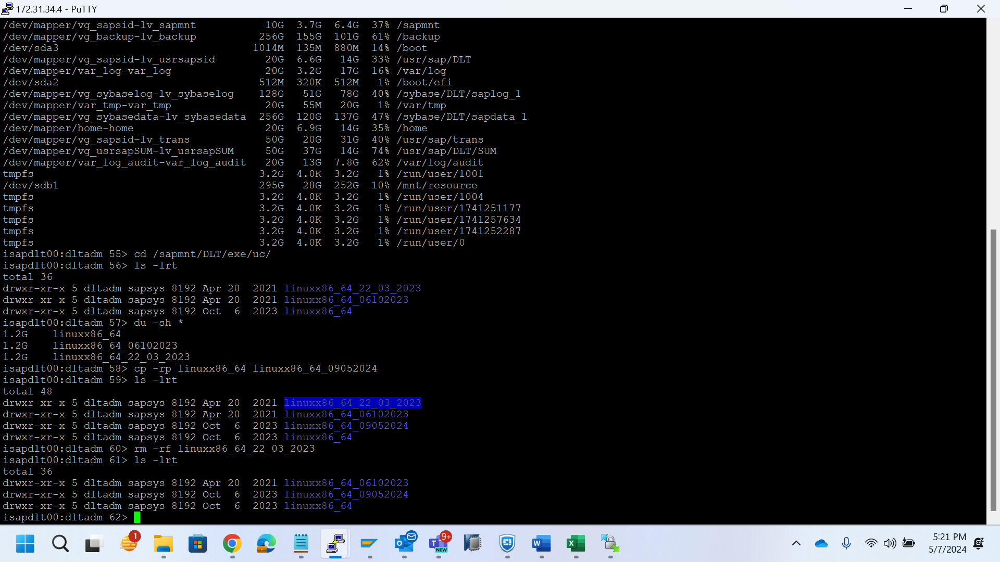 172.31.34.4 - PuTTY
/dev/mapper/vg_sapsid-lv_sapmnt 10G 3.7G 6.4G 37% /sapmnt
/dev/mapper/vg_backup-lv_backup 256G 155G 101G 61% /backup
/dev/sda3 1014M 135M 880M 14% /boot
/dev/mapper/vg_sapsid-lv_usrsapsid 20G 6.6G 14G 33% /usr/sap/DLT
/dev/mapper/var_log-var_log 20G 3.2G 17G 16% /var/log
/dev/sda2 512M 320K 512M 1% /boot/efi
/dev/mapper/vg_sybaselog-lv_sybaselog 128G 51G 78G 40% /sybase/DLT/saplog_1
/dev/mapper/var_tmp-var_tmp 20G 55M 20G 1% /var/tmp
/dev/mapper/vg_sybasedata-lv_sybasedata 256G 120G 137G 47% /sybase/DLT/sapdata_1
/dev/mapper/home-home 20G 6.9G 14G 35% /home
/dev/mapper/vg_sapsid-lv_trans 50G 20G 31G 40% /usr/sap/trans
/dev/mapper/vg_usrsapSUM-lv_usrsapSUM 50G 37G 14G 74% /usr/sap/DLT/SUM
/dev/mapper/var_log_audit-var_log_audit 20G 13G 7.8G 62% /var/log/audit
tmpfs 3.2G 4.0K 3.2G 1% /run/user/1001
/dev/sdb1 295G 28G 252G 10% /mnt/resource
tmpfs 3.2G 4.0K 3.2G 1% /run/user/1004
tmpfs 3.2G 4.0K 3.2G 1% /run/user/1741251177
tmpfs 3.2G 4.0K 3.2G 1% /run/user/1741257634
tmpfs 3.2G 4.0K 3.2G 1% /run/user/1741252287
tmpfs 3.2G 4.0K 3.2G 1% /run/user/0
isapdlt00:dltadm 55> cd /sapmnt/DLT/exe/uc/
isapdlt00:dltadm 56> ls -lrt
total 36
drwxr-xr-x 5 dltadm sapsys 8192 Apr 20 2021 linuxx86_64_22_03_2023
drwxr-xr-x 5 dltadm sapsys 8192 Apr 20 2021 linuxx86_64_06102023
drwxr-xr-x 5 dltadm sapsys 8192 Oct 6 2023 linuxx86_64
isapdlt00:dltadm 57> du -sh *
1.2G linuxx86_64
1.2G linuxx86_64_06102023
1.2G linuxx86_64_22_03_2023
isapdlt00:dltadm 58> cp -rp linuxx86_64 linuxx86_64_09052024
isapdlt00:dltadm 59> ls -lrt
total 48
drwxr-xr-x 5 dltadm sapsys 8192 Apr 20 2021 linuxx86_64_22_03_2023
drwxr-xr-x 5 dltadm sapsys 8192 Apr 20 2021 linuxx86_64_06102023
drwxr-xr-x 5 dltadm sapsys 8192 Oct 6 2023 linuxx86_64_09052024
drwxr-xr-x 5 dltadm sapsys 8192 Oct 6 2023 linuxx86_64
isapdlt00:dltadm 60> rm -rf linuxx86_64_22_03_2023
isapdlt00:dltadm 61> ls -lrt
total 36
drwxr-xr-x 5 dltadm sapsys 8192 Apr 20 2021 linuxx86_64_06102023
drwxr-xr-x 5 dltadm sapsys 8192 Oct 6 2023 linuxx86_64_09052024
drwxr-xr-x 5 dltadm sapsys 8192 Oct 6 2023 linuxx86_64
isapdlt00:dltadm 62>
1
9+
NEW
5:21 PM
5/7/2024